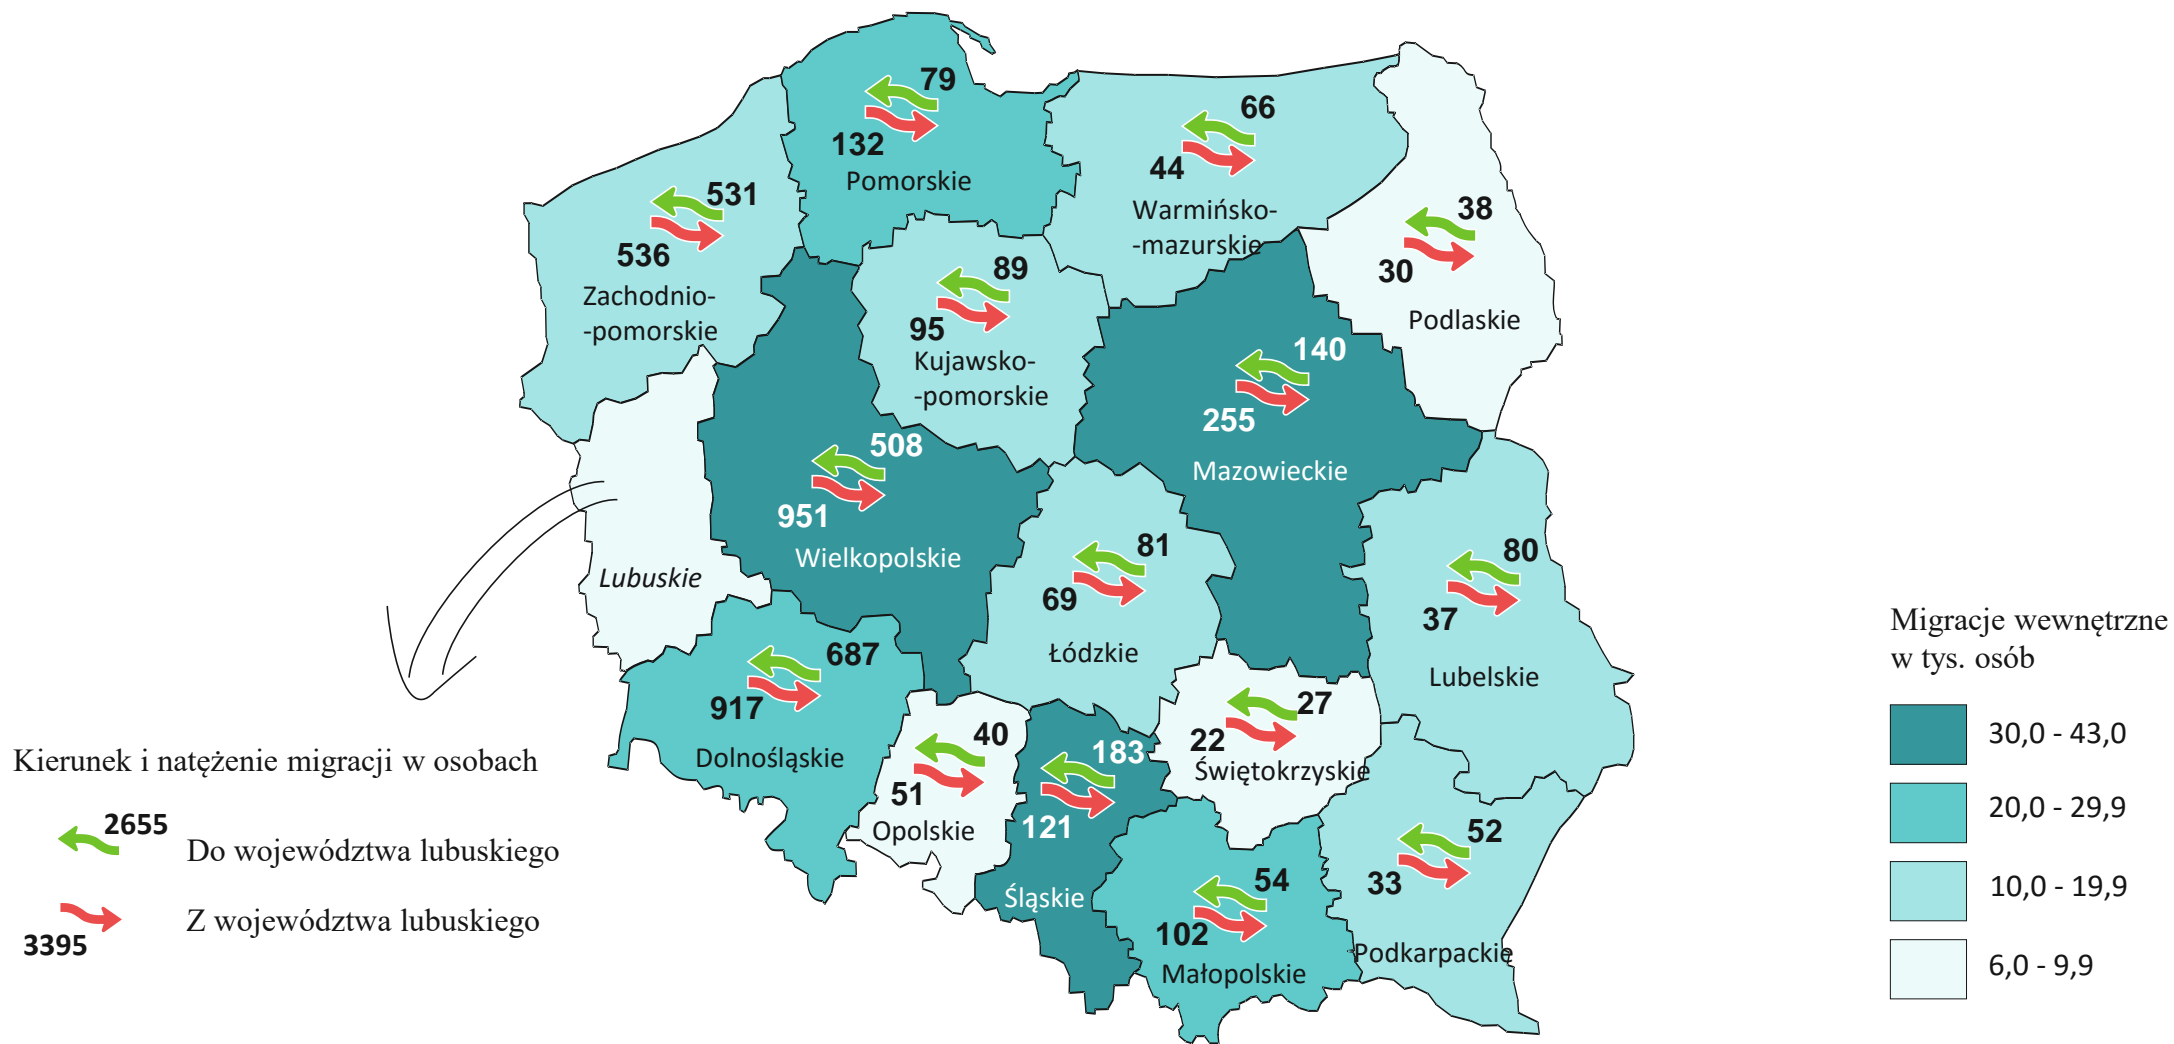 79
132
Pomorskie
66
44
Warmińsko-
-mazurskie
38
30
Podlaskie
531
536
Zachodnio-
-pomorskie
89
95
Kujawsko-
-pomorskie
140
255
Mazowieckie
508
951
Wielkopolskie
Lubuskie
81
69
Łódzkie
80
37
Lubelskie
687
917
Dolnośląskie
40
51
Opolskie
183
121
Śląskie
27
22
Świętokrzyskie
54
102
Małopolskie
52
33
Podkarpackie
Kierunek i natężenie migracji w osobach
2655
Do województwa lubuskiego
Z województwa lubuskiego
3395
Migracje wewnętrzne
w tys. osób
30,0 - 43,0
20,0 - 29,9
10,0 - 19,9
6,0 - 9,9